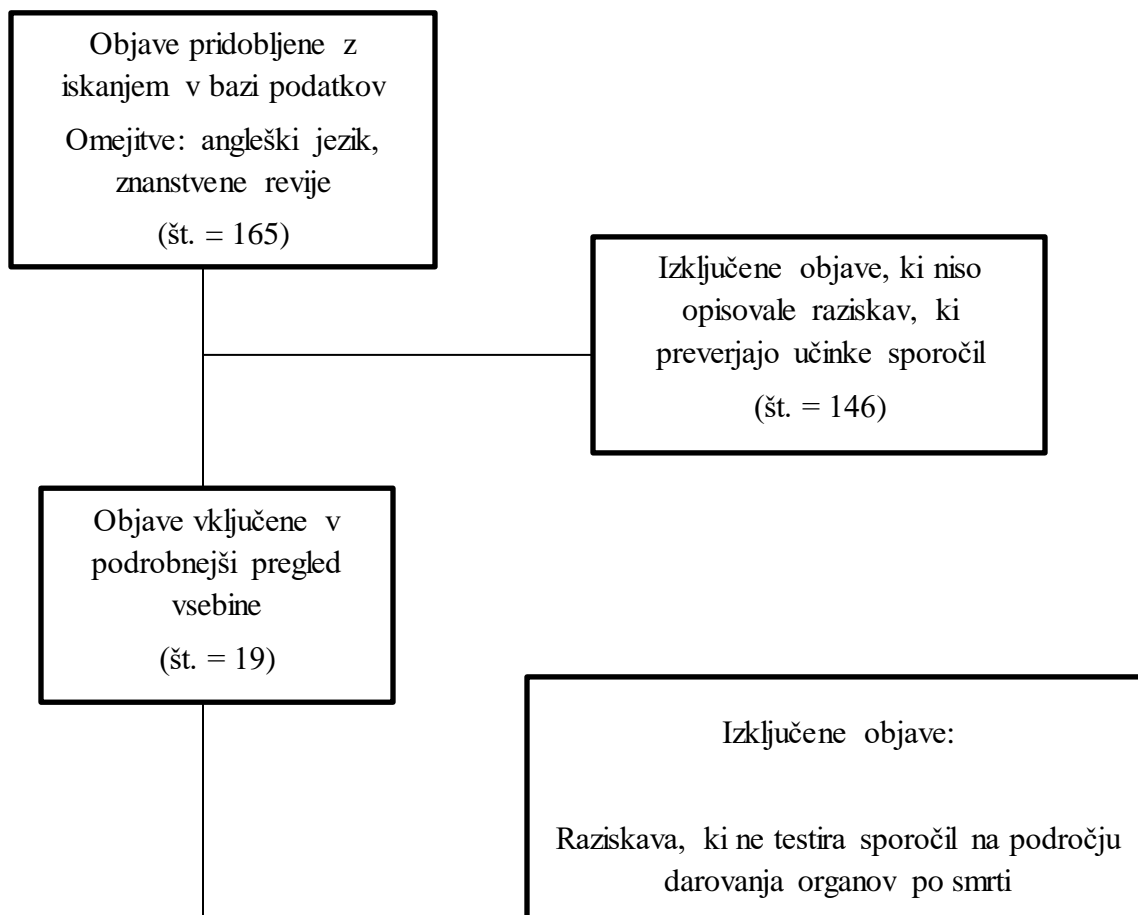 Objave pridobljene z
iskanjem v bazi podatkov
Omejitve: angleški jezik,
znanstvene revije
(št. = 165)
Izključene objave, ki niso
opisovale raziskav, ki
preverjajo učinke sporočil
(št. = 146)
Objave vključene v
podrobnejši pregled
vsebine
(št. = 19)
Izključene objave:
Raziskava, ki ne testira sporočil na področju
darovanja organov po smrti